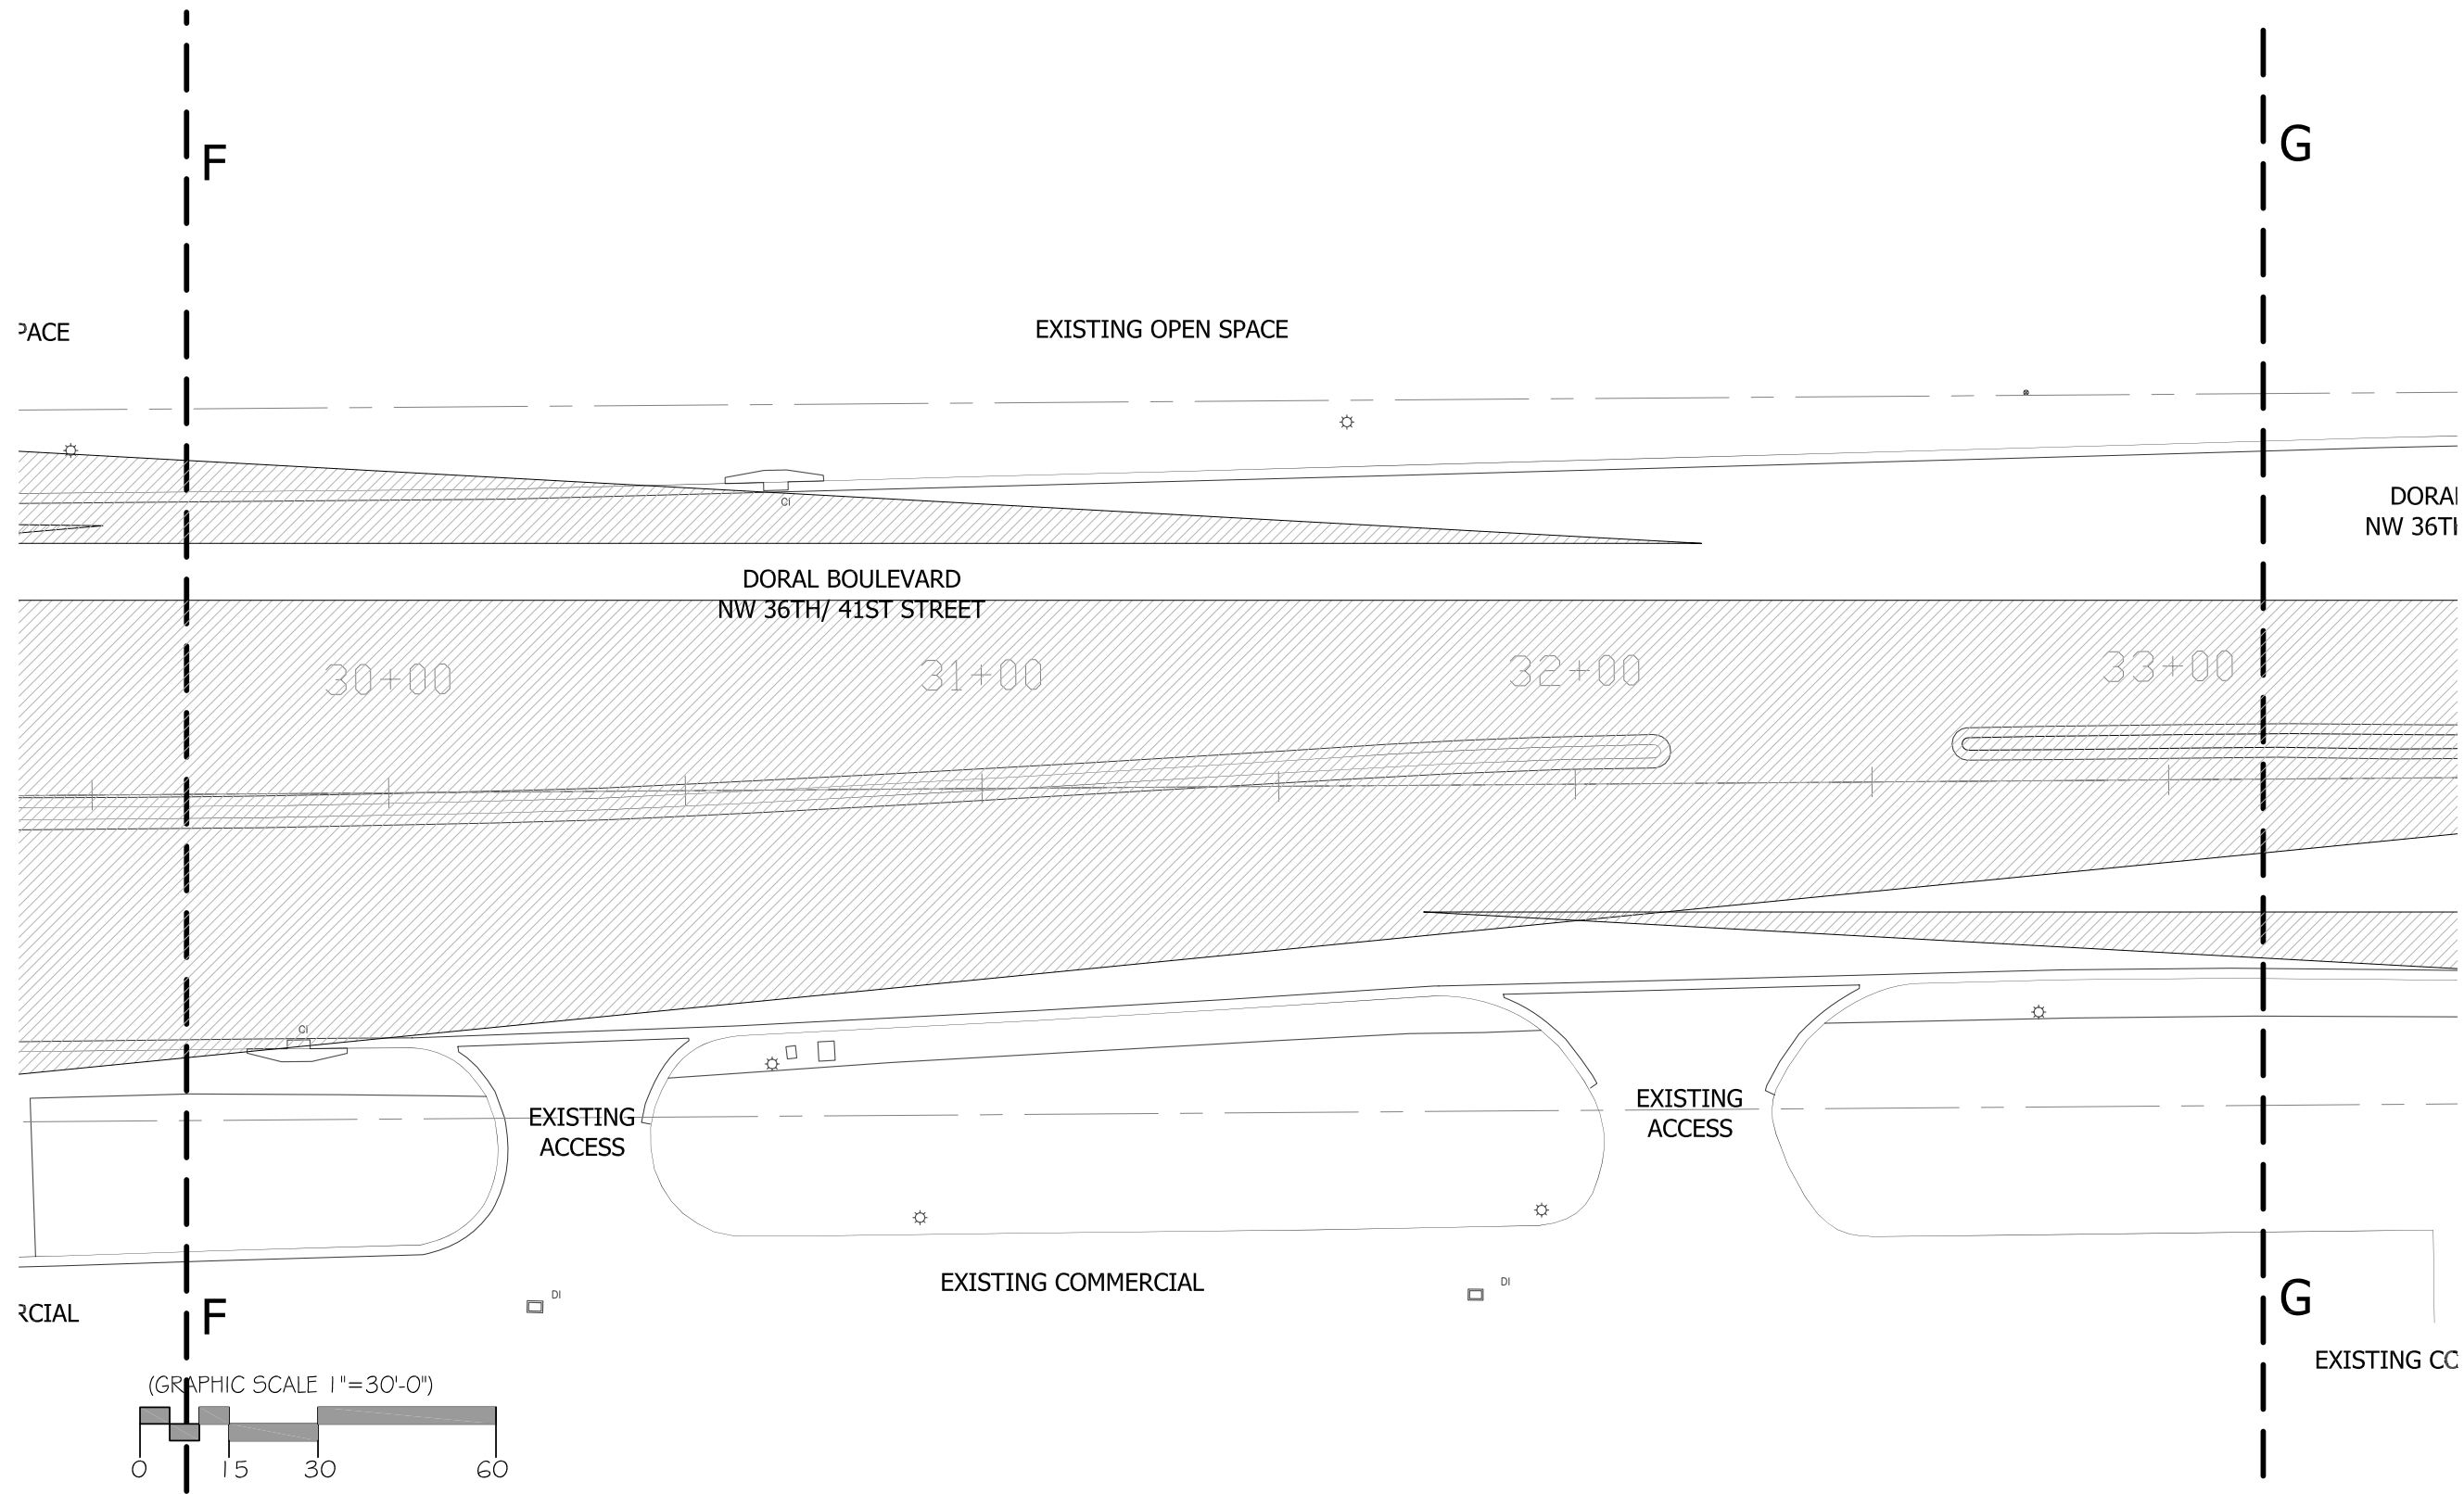 F
G
EXISTING OPEN SPACE
PACE
DORAL
NW 36TH
DORAL BOULEVARD
NW 36TH/ 41ST STREET
30+00
31+00
32+00
33+00
CI
CI
EXISTING
ACCESS
EXISTING
ACCESS
EXISTING COMMERCIAL
DI
DI
RCIAL
F
G
EXISTING CO
(GRAPHIC SCALE 1"=30'-0")
0 15 30 60